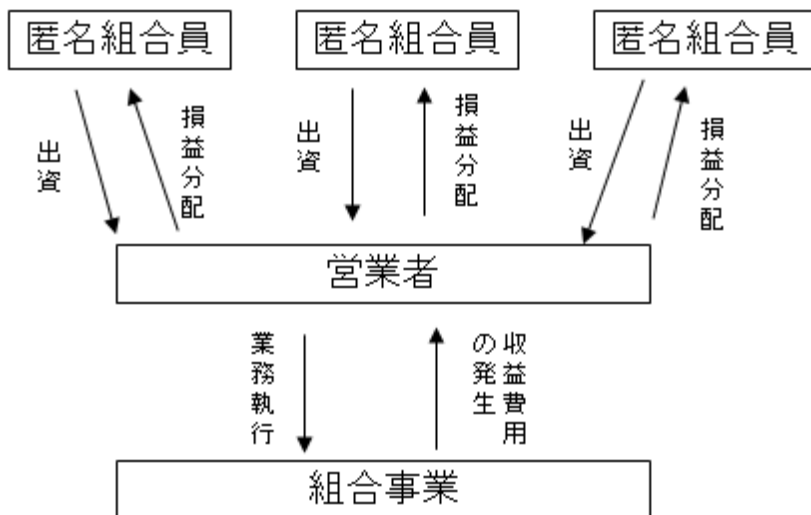 匿名組合員
匿名組合員
匿名組合員
出資
損益分配
出資
損益分配
出資
損益分配
営業者
業務執行
収益費用
の発生
組合事業